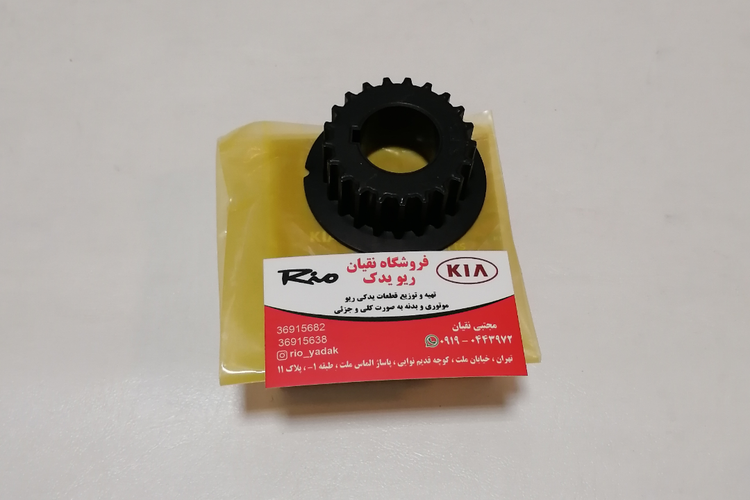 فروشگاه نقیان
ریو یدک
Rio
KIA
تهیه و توزیع قطعات یدکی ریو
موتوری و بدنه به صورت کلی و جزئی
36915682
36915638
rio_yadak
مجتبی نقیان
۰۹۱۹ - ۰۴۴۳۹۷۲
تهران ، خیابان ملت ، کوچه قدیم نوایی ، پاساژ الماس ملت ، طبقه ۱- ، پلاک ۱۱